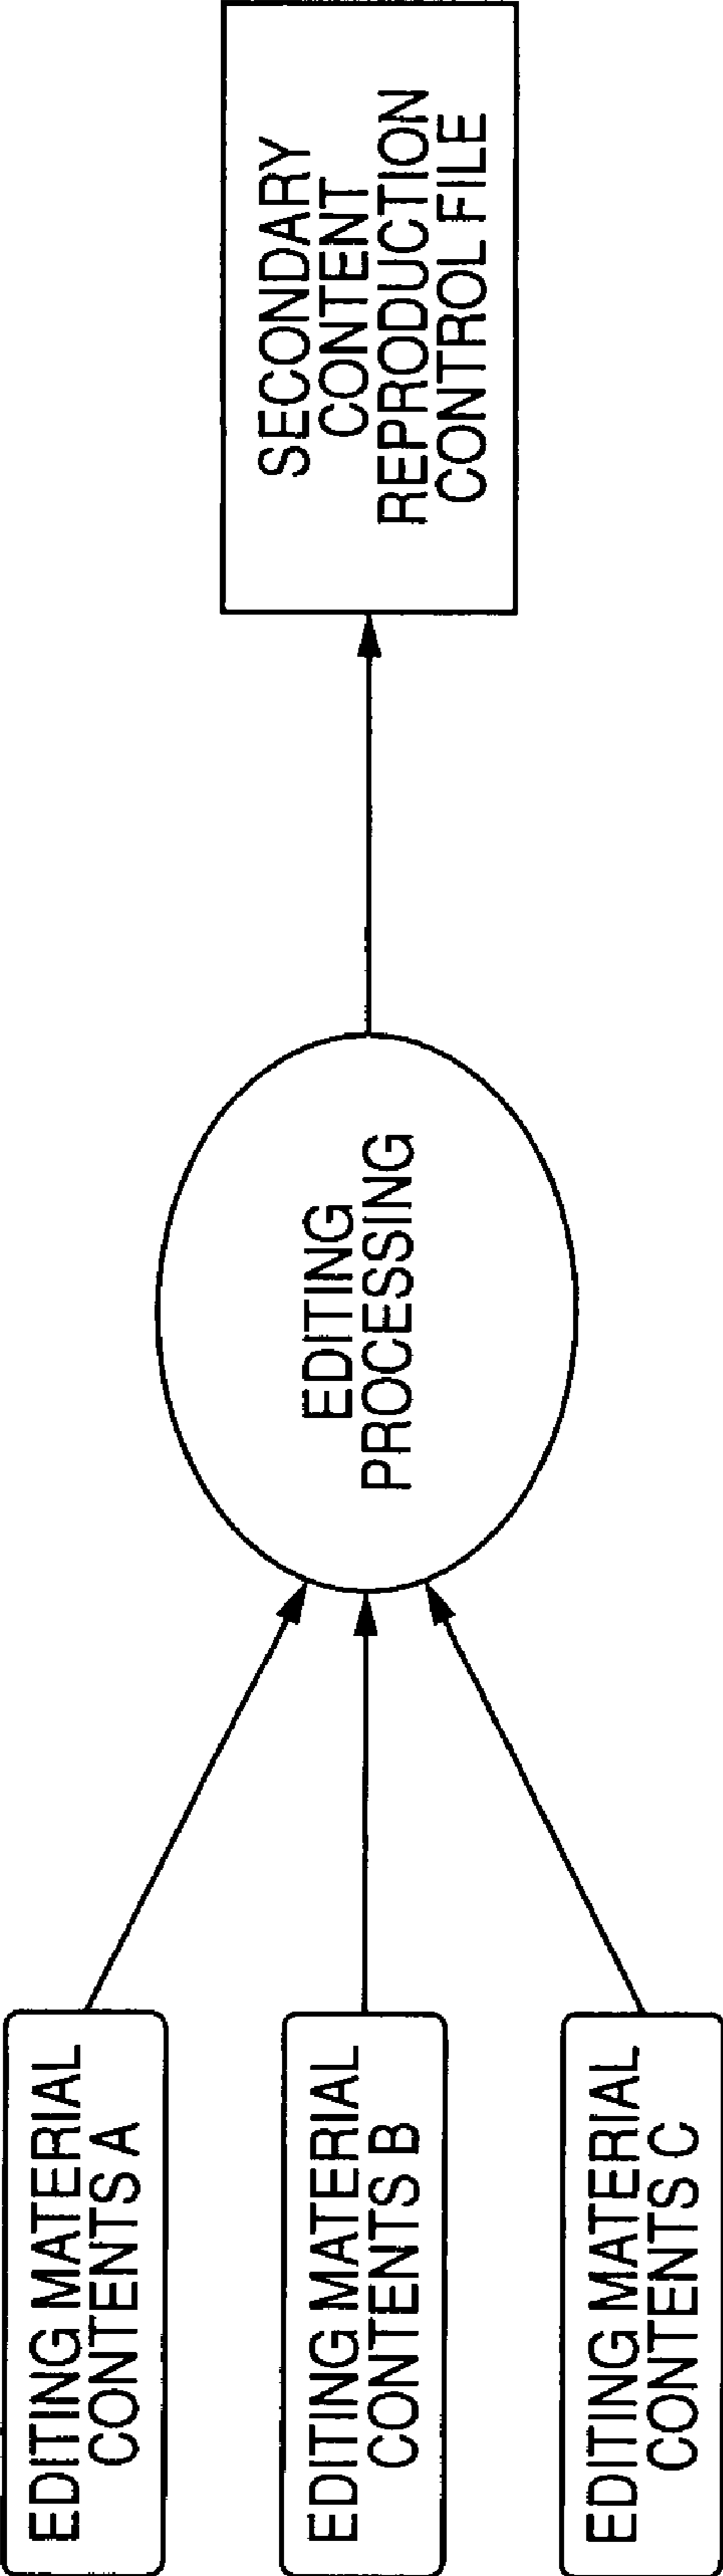 EDITING MATERIAL
CONTENTS A
EDITING MATERIAL
CONTENTS B
EDITING MATERIAL
CONTENTS C
EDITING
PROCESSING
SECONDARY
CONTENT
REPRODUCTION
CONTROL FILE